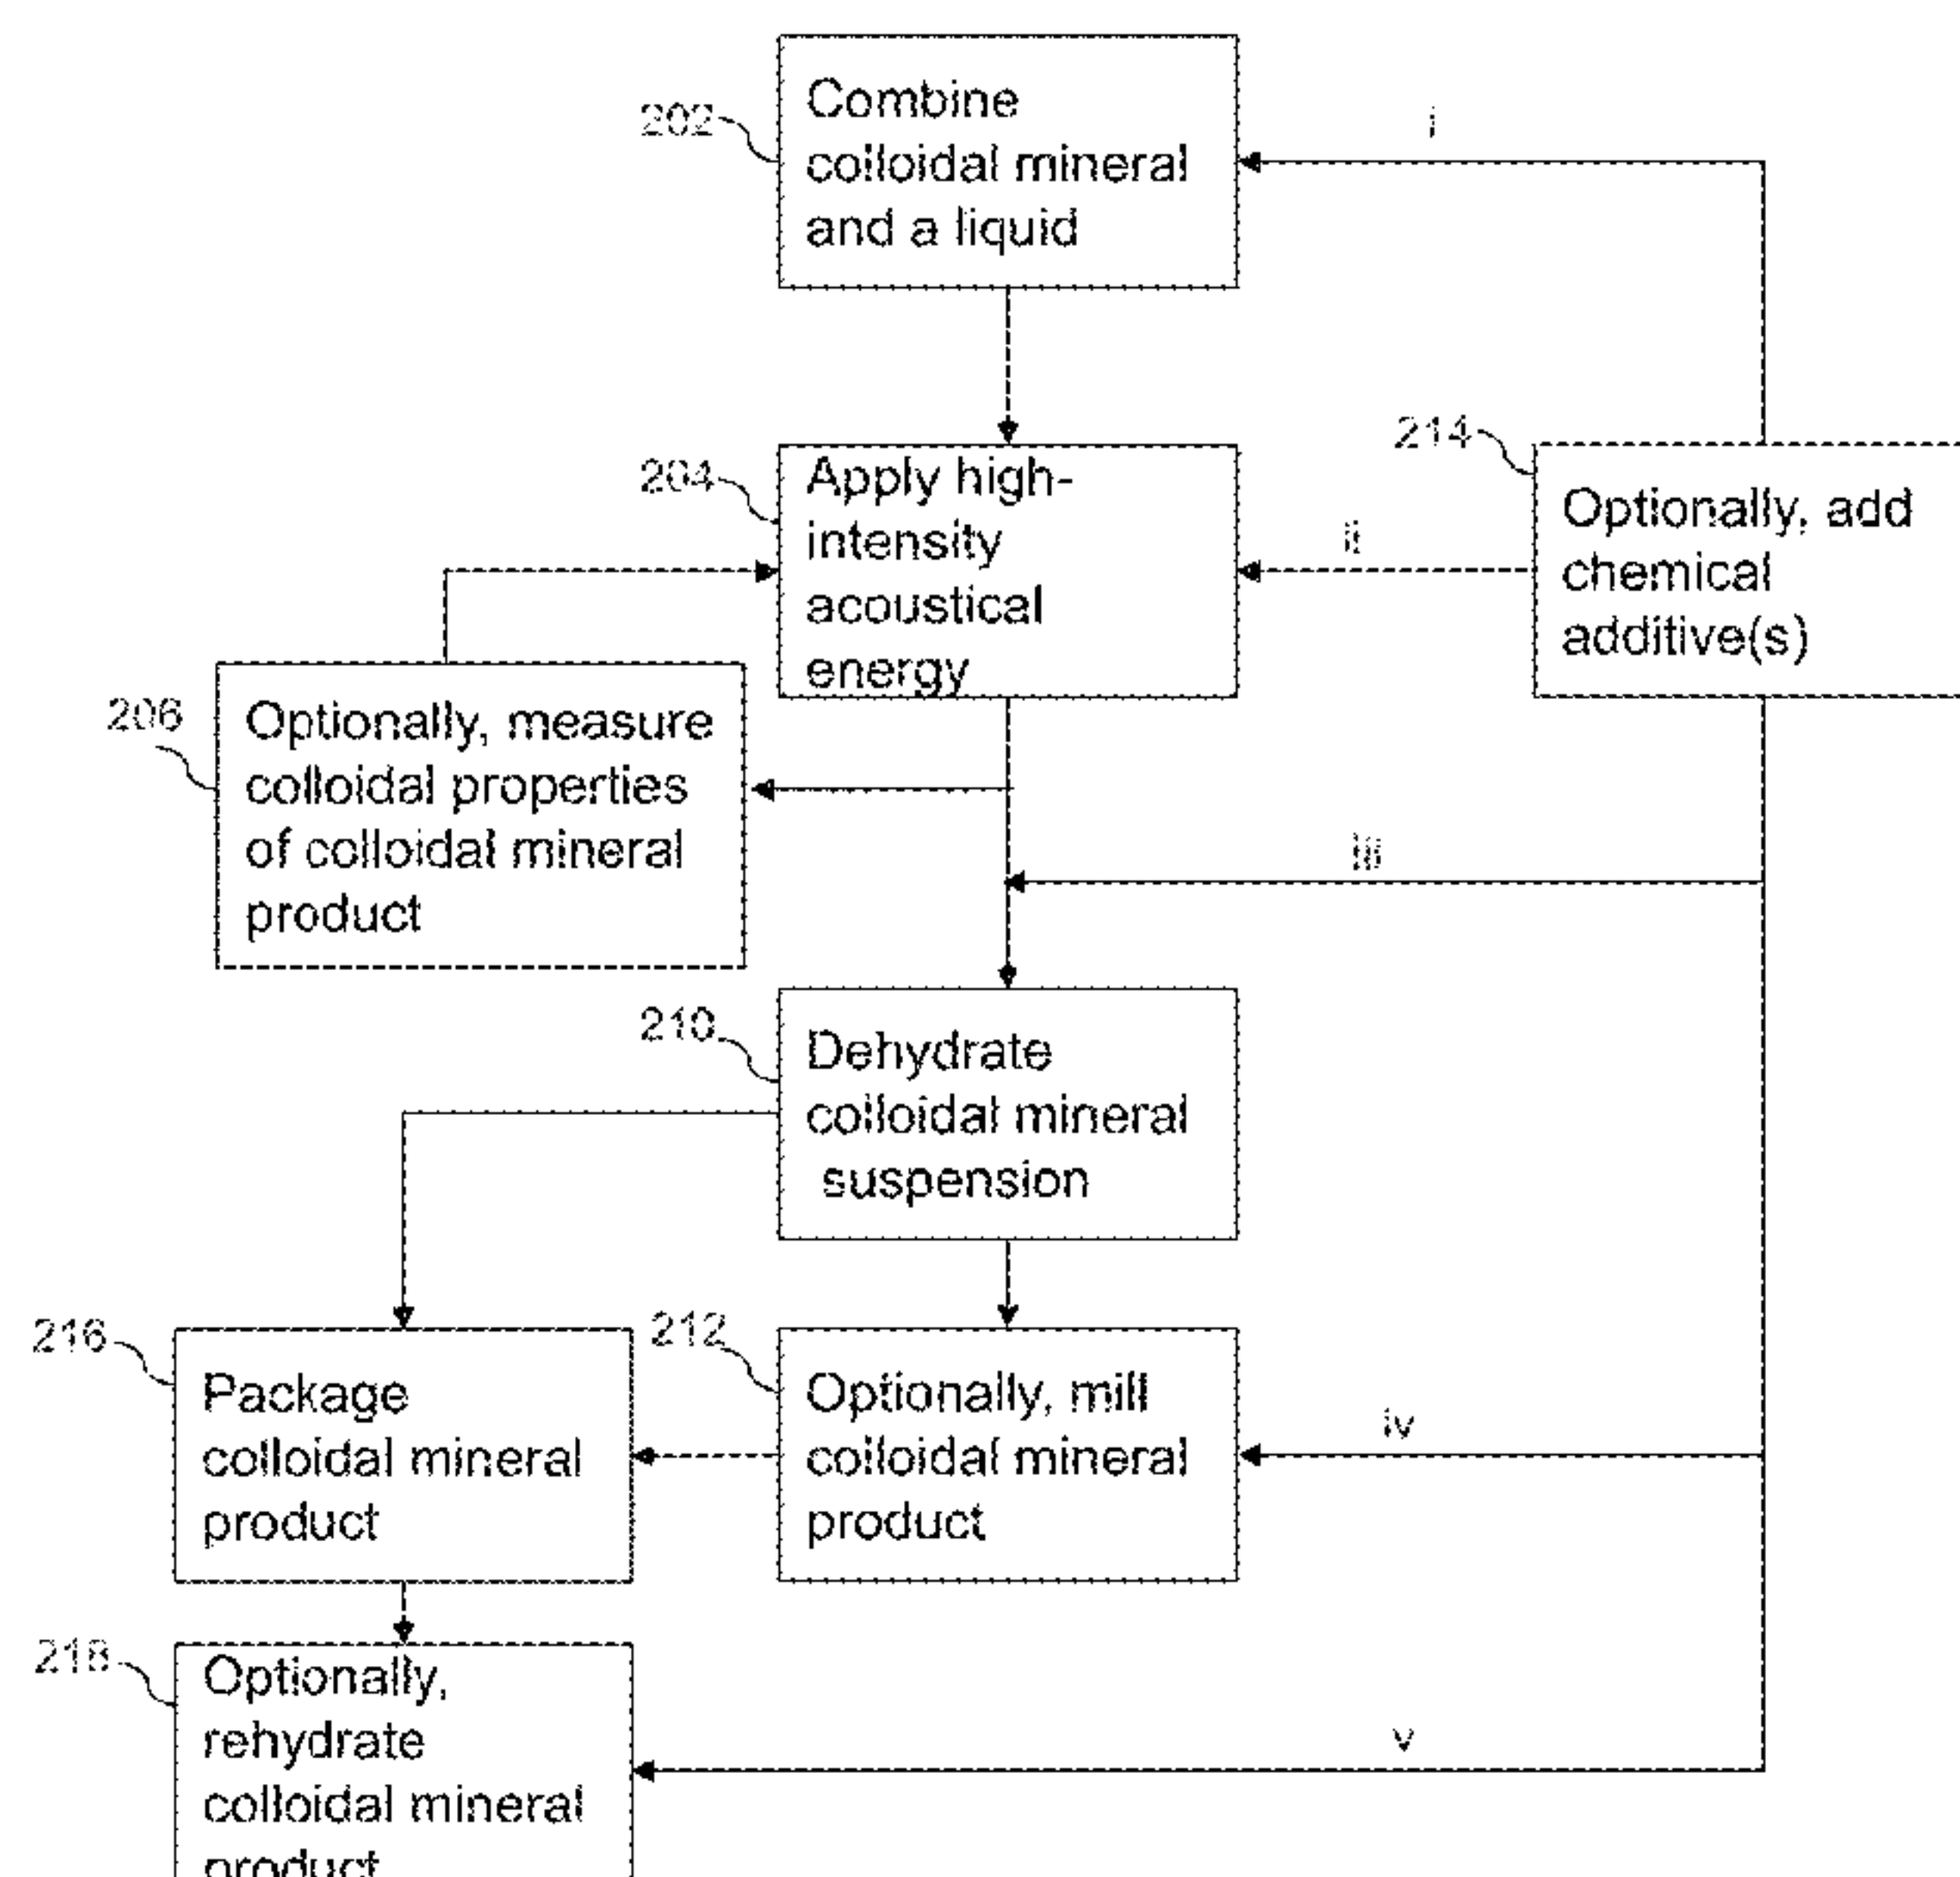 202
Combine
colloidal mineral
and a liquid
i
204
Apply high-
intensity
acoustical
energy
ii
214
Optionally, add
chemical
additive(s)
206
Optionally, measure
colloidal properties
of colloidal mineral
product
iii
210
Dehydrate
colloidal mineral
suspension
216
Package
colloidal mineral
product
212
Optionally, mill
colloidal mineral
product
iv
218
Optionally,
rehydrate
colloidal mineral
product
v